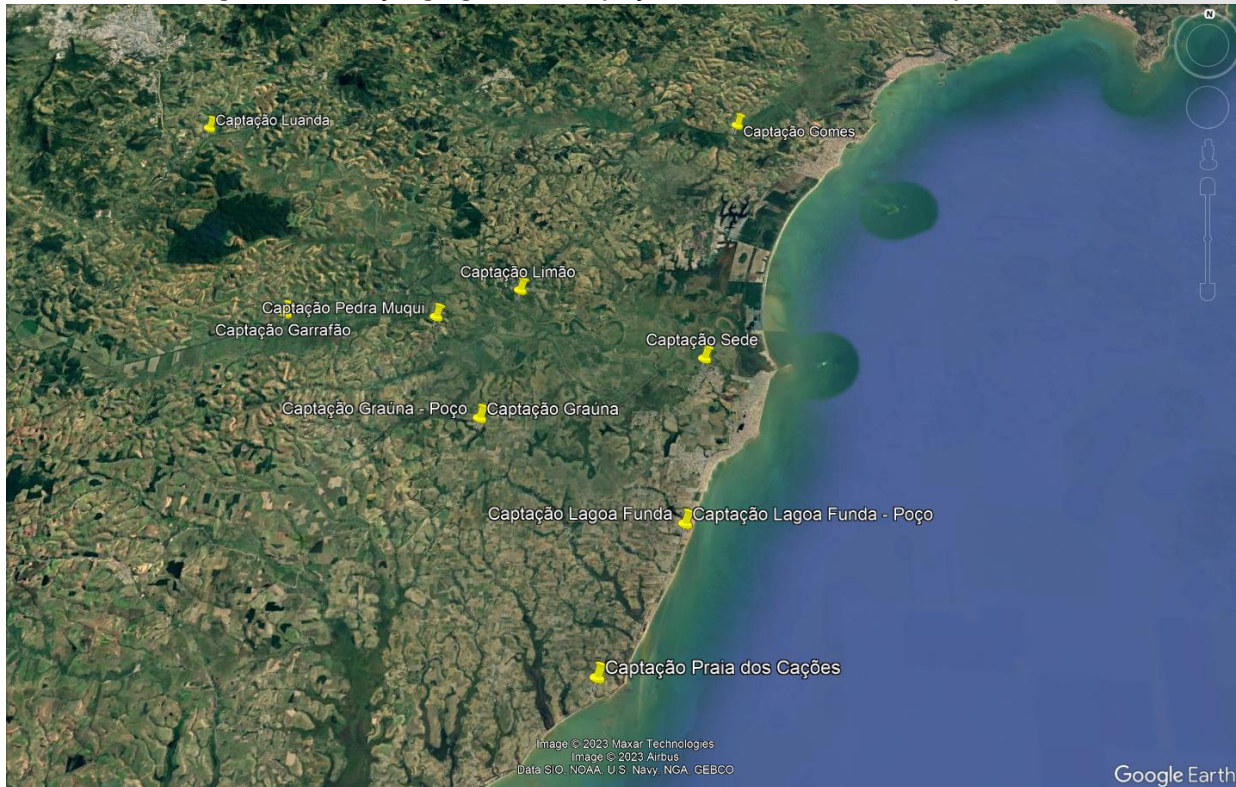 N
Captação Luanda
Captação Gomes
Captação Limão
Captação Pedra Muqui
Captação Garrafão
Captação Sede
Captação Graúna - Poço
Captação Graúna
Captação Lagoa Funda
Captação Lagoa Funda - Poço
Captação Praia dos Cações
Image © 2023 Maxar Technologies
Image © 2023 Airbus
Data SIO, NOAA, U.S. Navy, NGA, GEBCO
Google Earth